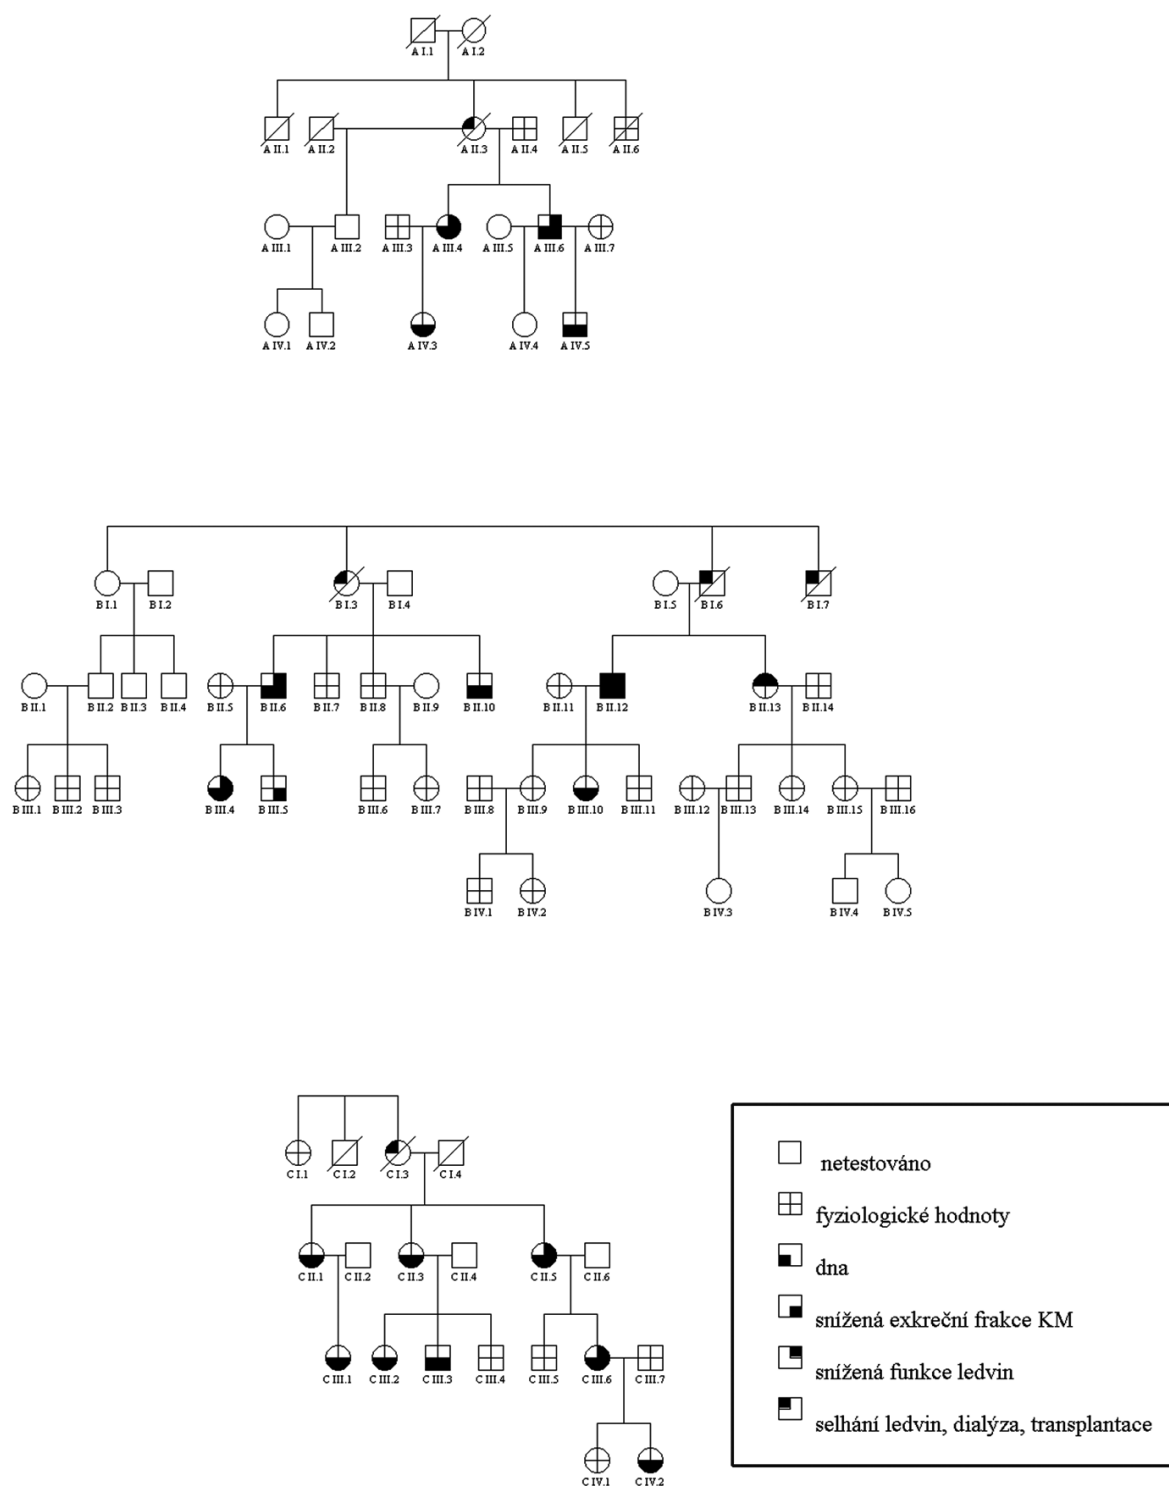 A I.1 A I.2
A II.1 A II.2 A II.3 A II.4 A II.5 A II.6
A III.1 A III.2 A III.3 A III.4 A III.5 A III.6 A III.7
A IV.1 A IV.2 A IV.3 A IV.4 A IV.5
B I.1 B I.2 B I.3 B I.4 B I.5 B I.6 B I.7
B II.1 B II.2 B II.3 B II.4 B II.5 B II.6 B II.7 B II.8 B II.9 B II.10 B II.11 B II.12 B II.13 B II.14
B III.1 B III.2 B III.3 B III.4 B III.5 B III.6 B III.7 B III.8 B III.9 B III.10 B III.11 B III.12 B III.13 B III.14 B III.15 B III.16
B IV.1 B IV.2 B IV.3 B IV.4 B IV.5
C I.1 C I.2 C I.3 C I.4
C II.1 C II.2 C II.3 C II.4 C II.5 C II.6
C III.1 C III.2 C III.3 C III.4 C III.5 C III.6 C III.7
C IV.1 C IV.2
netestováno
fyziologické hodnoty
dna
snížená exkreční frakce KM
snížená funkce ledvin
selhání ledvin, dialýza, transplantace